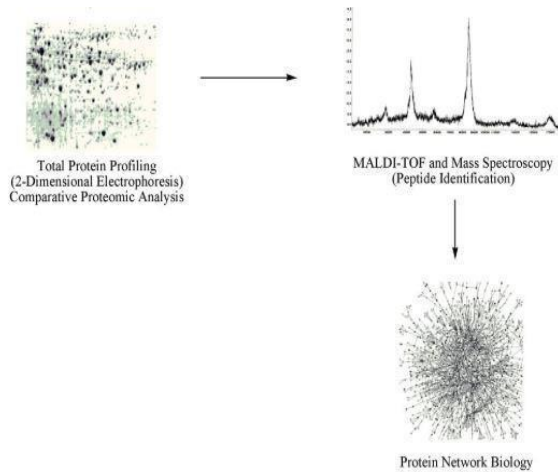 Total Protein Profiling
(2-Dimensional Electrophoresis)
Comparative Proteomic Analysis
MALDI-TOF and Mass Spectroscopy
(Peptide Identification)
Protein Network Biology